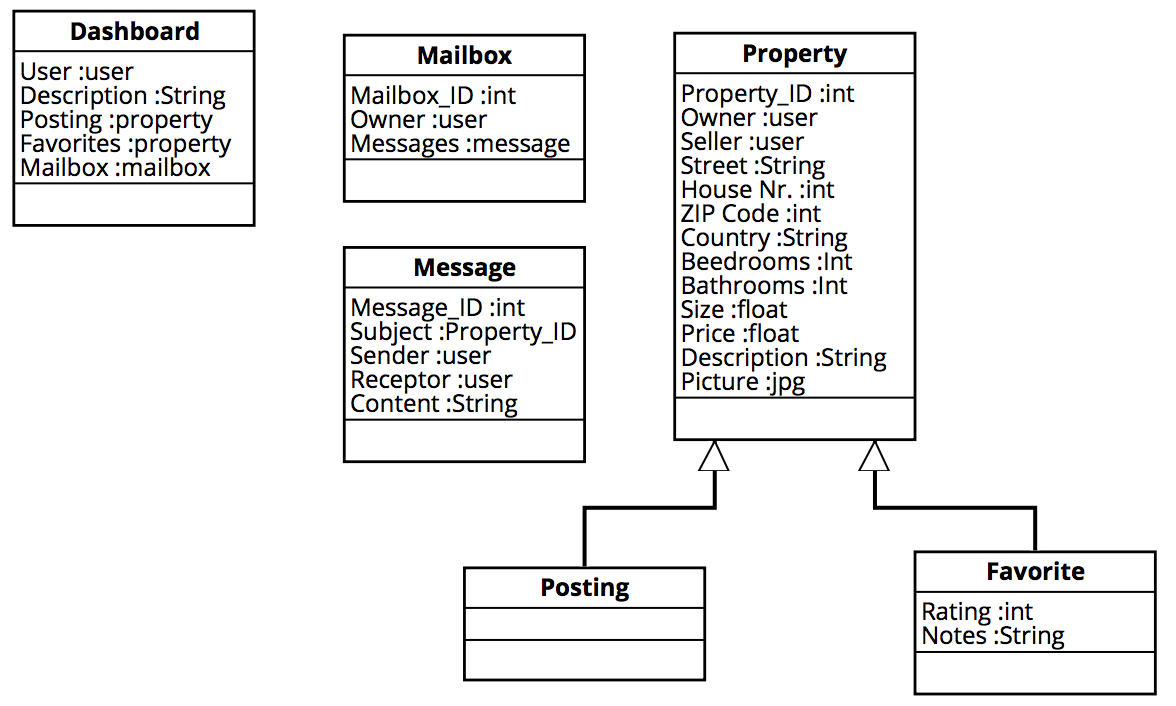 Dashboard
User :user
Description :String
Posting :property
Favorites :property
Mailbox :mailbox
Mailbox
Mailbox_ID :int
Owner :user
Messages :message
Message
Message_ID :int
Subject :Property_ID
Sender :user
Receptor :user
Content :String
Property
Property_ID :int
Owner :user
Seller :user
Street :String
House Nr. :int
ZIP Code :int
Country :String
Beedrooms :Int
Bathrooms :Int
Size :float
Price :float
Description :String
Picture :jpg
Posting
Favorite
Rating :int
Notes :String